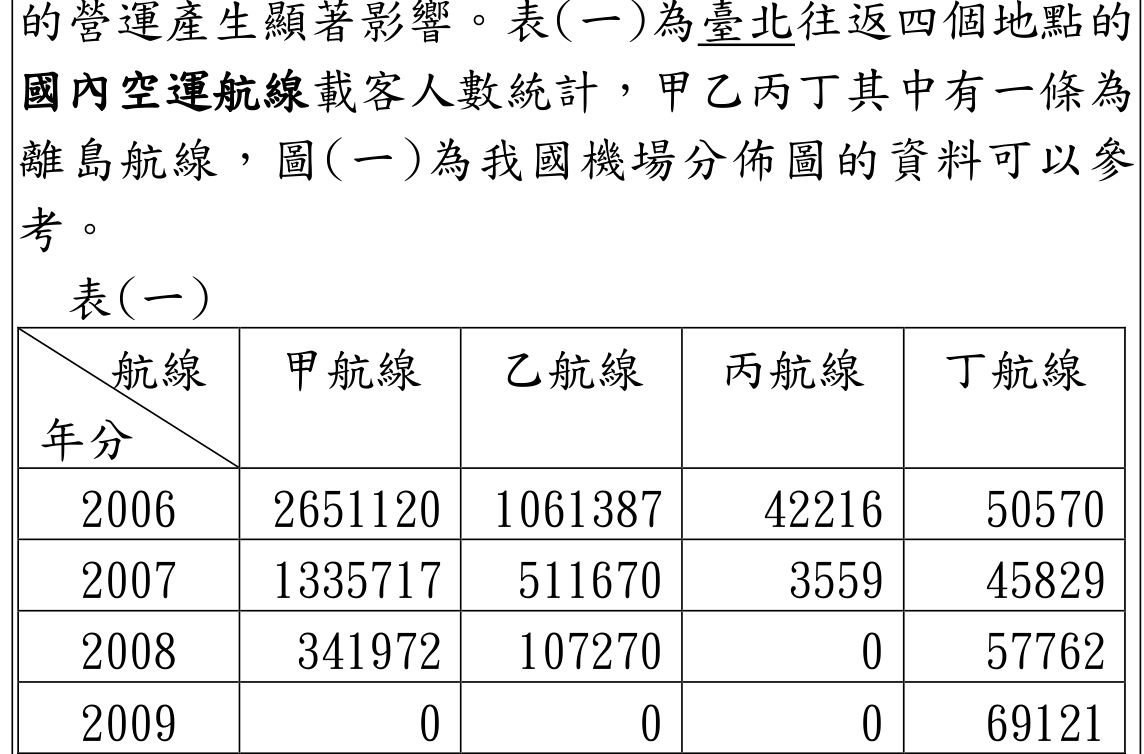 的營運產生顯著影響。表(一)為臺北往返四個地點的
國內空運航線載客人數統計，甲乙丙丁其中有一條為
離島航線，圖(一)為我國機場分佈圖的資料可以參
考。
表(一)
航線 甲航線 乙航線 丙航線 丁航線
年分
2006 2651120 1061387 42216 50570
2007 1335717 511670 3559 45829
2008 341972 107270 0 57762
2009 0 0 0 69121